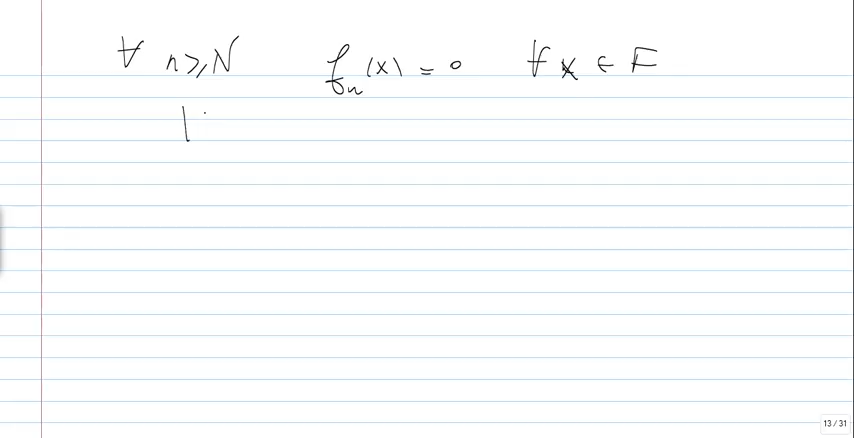 ∀ n ≥ N fₙ(x) = 0 ∀ x ∈ F
|
13 / 31